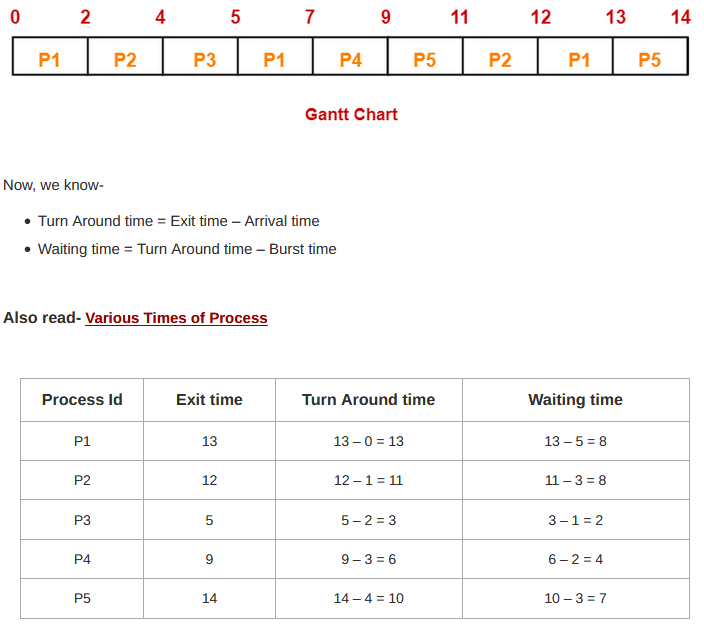 0 2 4 5 7 9 11 12 13 14
P1 P2 P3 P1 P4 P5 P2 P1 P5
Gantt Chart
Now, we know-
• Turn Around time = Exit time – Arrival time
• Waiting time = Turn Around time – Burst time
Also read- Various Times of Process
Process Id Exit time Turn Around time Waiting time
P1 13 13 – 0 = 13 13 – 5 = 8
P2 12 12 – 1 = 11 11 – 3 = 8
P3 5 5 – 2 = 3 3 – 1 = 2
P4 9 9 – 3 = 6 6 – 2 = 4
P5 14 14 – 4 = 10 10 – 3 = 7